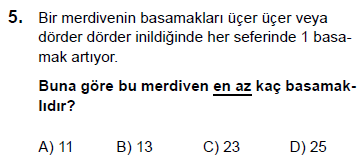 5. Bir merdivenin basamakları üçer üçer veya
dörder dörder inildiğinde her seferinde 1 basa-
mak artıyor.
Buna göre bu merdiven en az kaç basamak-
lıdır?
A) 11 B) 13 C) 23 D) 25